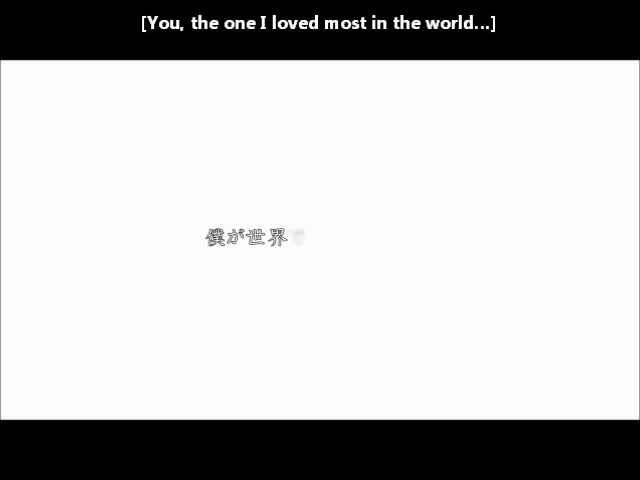 [You, the one I loved most in the world...]
僕が世界